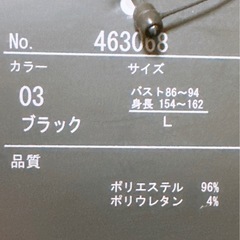 No. 463068
カラー サイズ
03 バスト86〜94
身長 154〜162
ブラック L
品質
ポリエステル 96%
ポリウレタン 4%